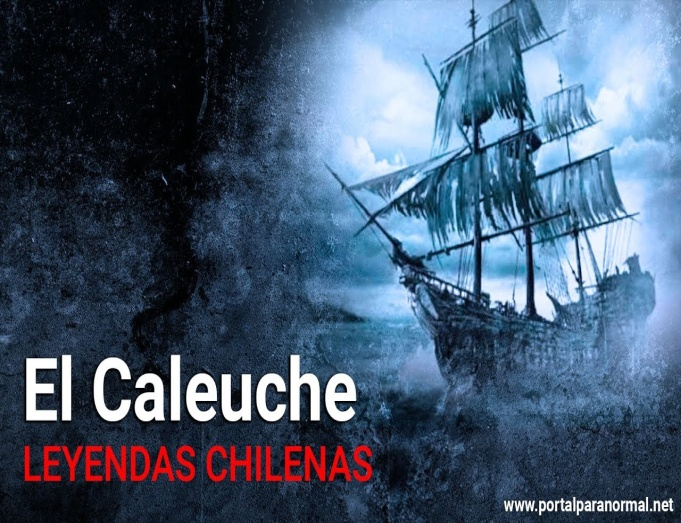 El Caleuche
LEYENDAS CHILENAS
www.portalparanormal.net